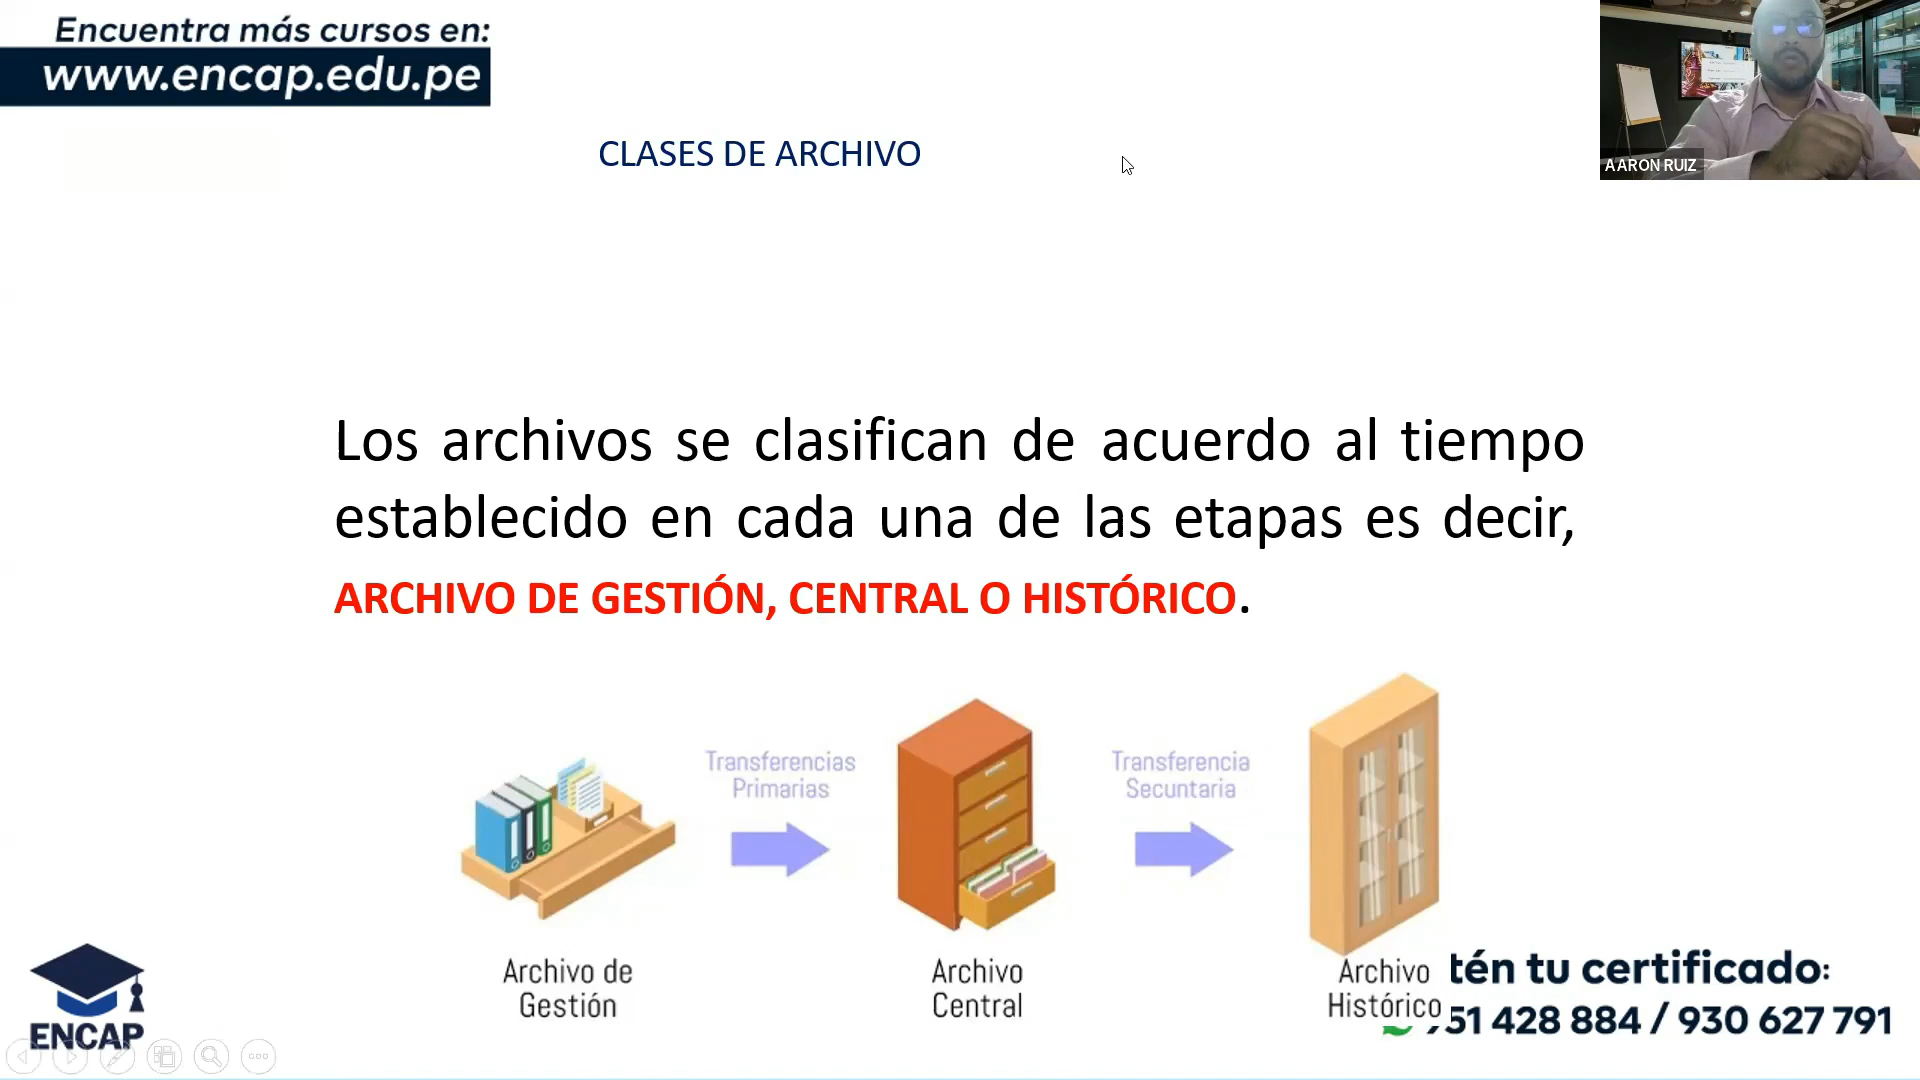 Encuentra más cursos en:
www.encap.edu.pe
AARON RUIZ
CLASES DE ARCHIVO
Los archivos se clasifican de acuerdo al tiempo
establecido en cada una de las etapas es decir,
ARCHIVO DE GESTIÓN, CENTRAL O HISTÓRICO.
Transferencias
Primarias
Transferencia
Secuntaria
Archivo de
Gestión
Archivo
Central
Archivo
Histórico
tén tu certificado:
51 428 884 / 930 627 791
ENCAP